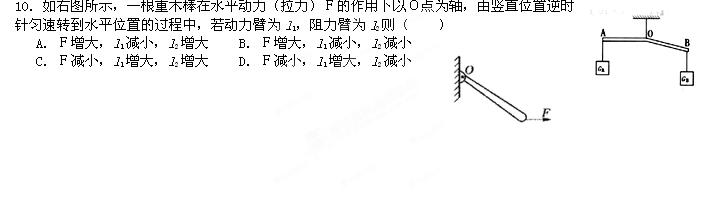 10. 如右图所示，一根重木棒在水平动力（拉力）F的作用下以O点为轴，由竖直位置逆时
针匀速转到水平位置的过程中，若动力臂为l₁，阻力臂为l₂则（　　）
A. F增大，l₁减小，l₂增大　　B. F增大，l₁减小，l₂减小
C. F减小，l₁增大，l₂增大　　D. F减小，l₁增大，l₂减小
A O B
G_A G_B
O
F